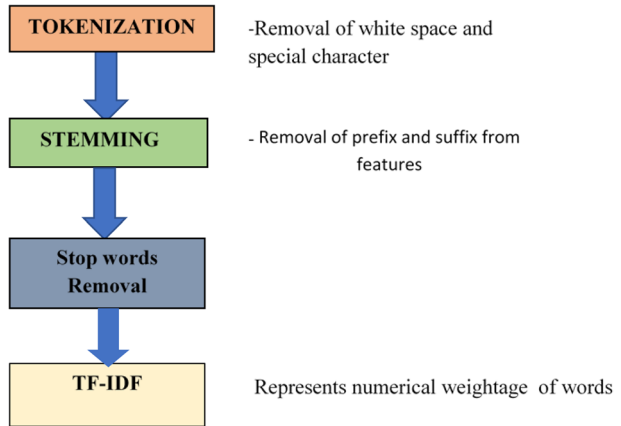 TOKENIZATION
-Removal of white space and
special character
STEMMING
- Removal of prefix and suffix from
features
Stop words
Removal
TF-IDF
Represents numerical weightage of words